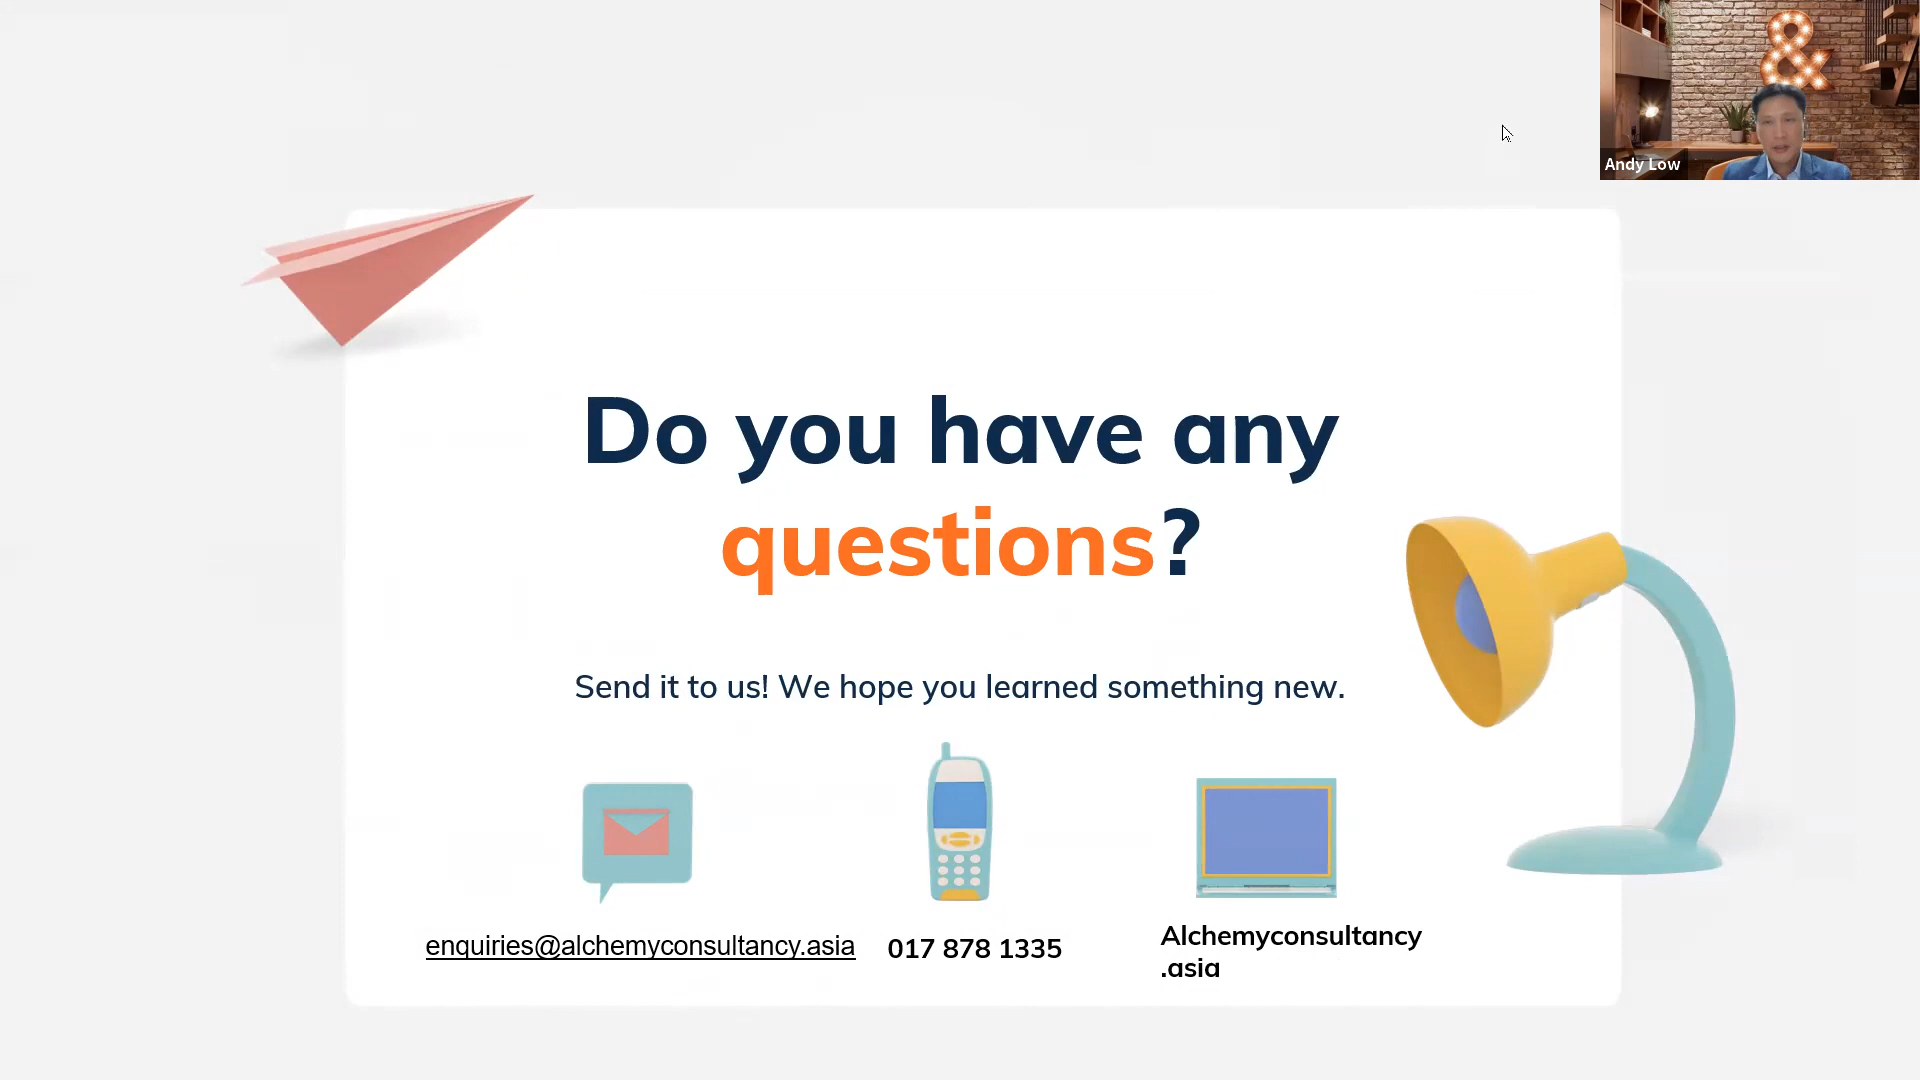 &
Andy Low
Do you have any
questions?
Send it to us! We hope you learned something new.
enquiries@alchemyconsultancy.asia
017 878 1335
Alchemyconsultancy
.asia